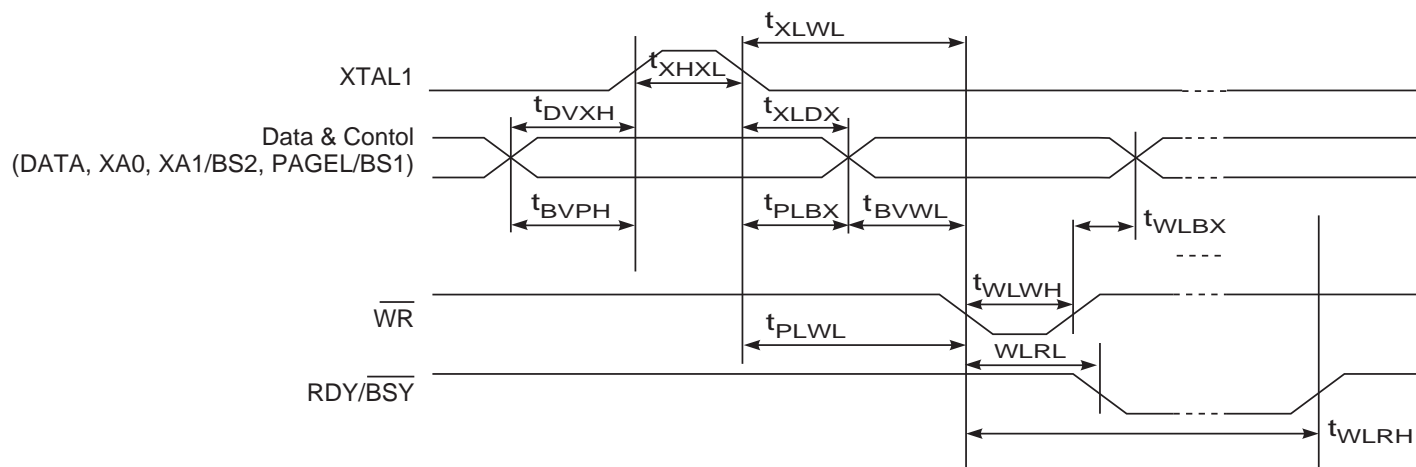 tXLWL
XTAL1
tXHXL
tDVXH
tXLDX
Data & Contol
(DATA, XA0, XA1/BS2, PAGEL/BS1)
tBVPH
tPLBX
tBVWL
tWLBX
tWLWH
WR
tPLWL
WLRL
RDY/BSY
tWLRH